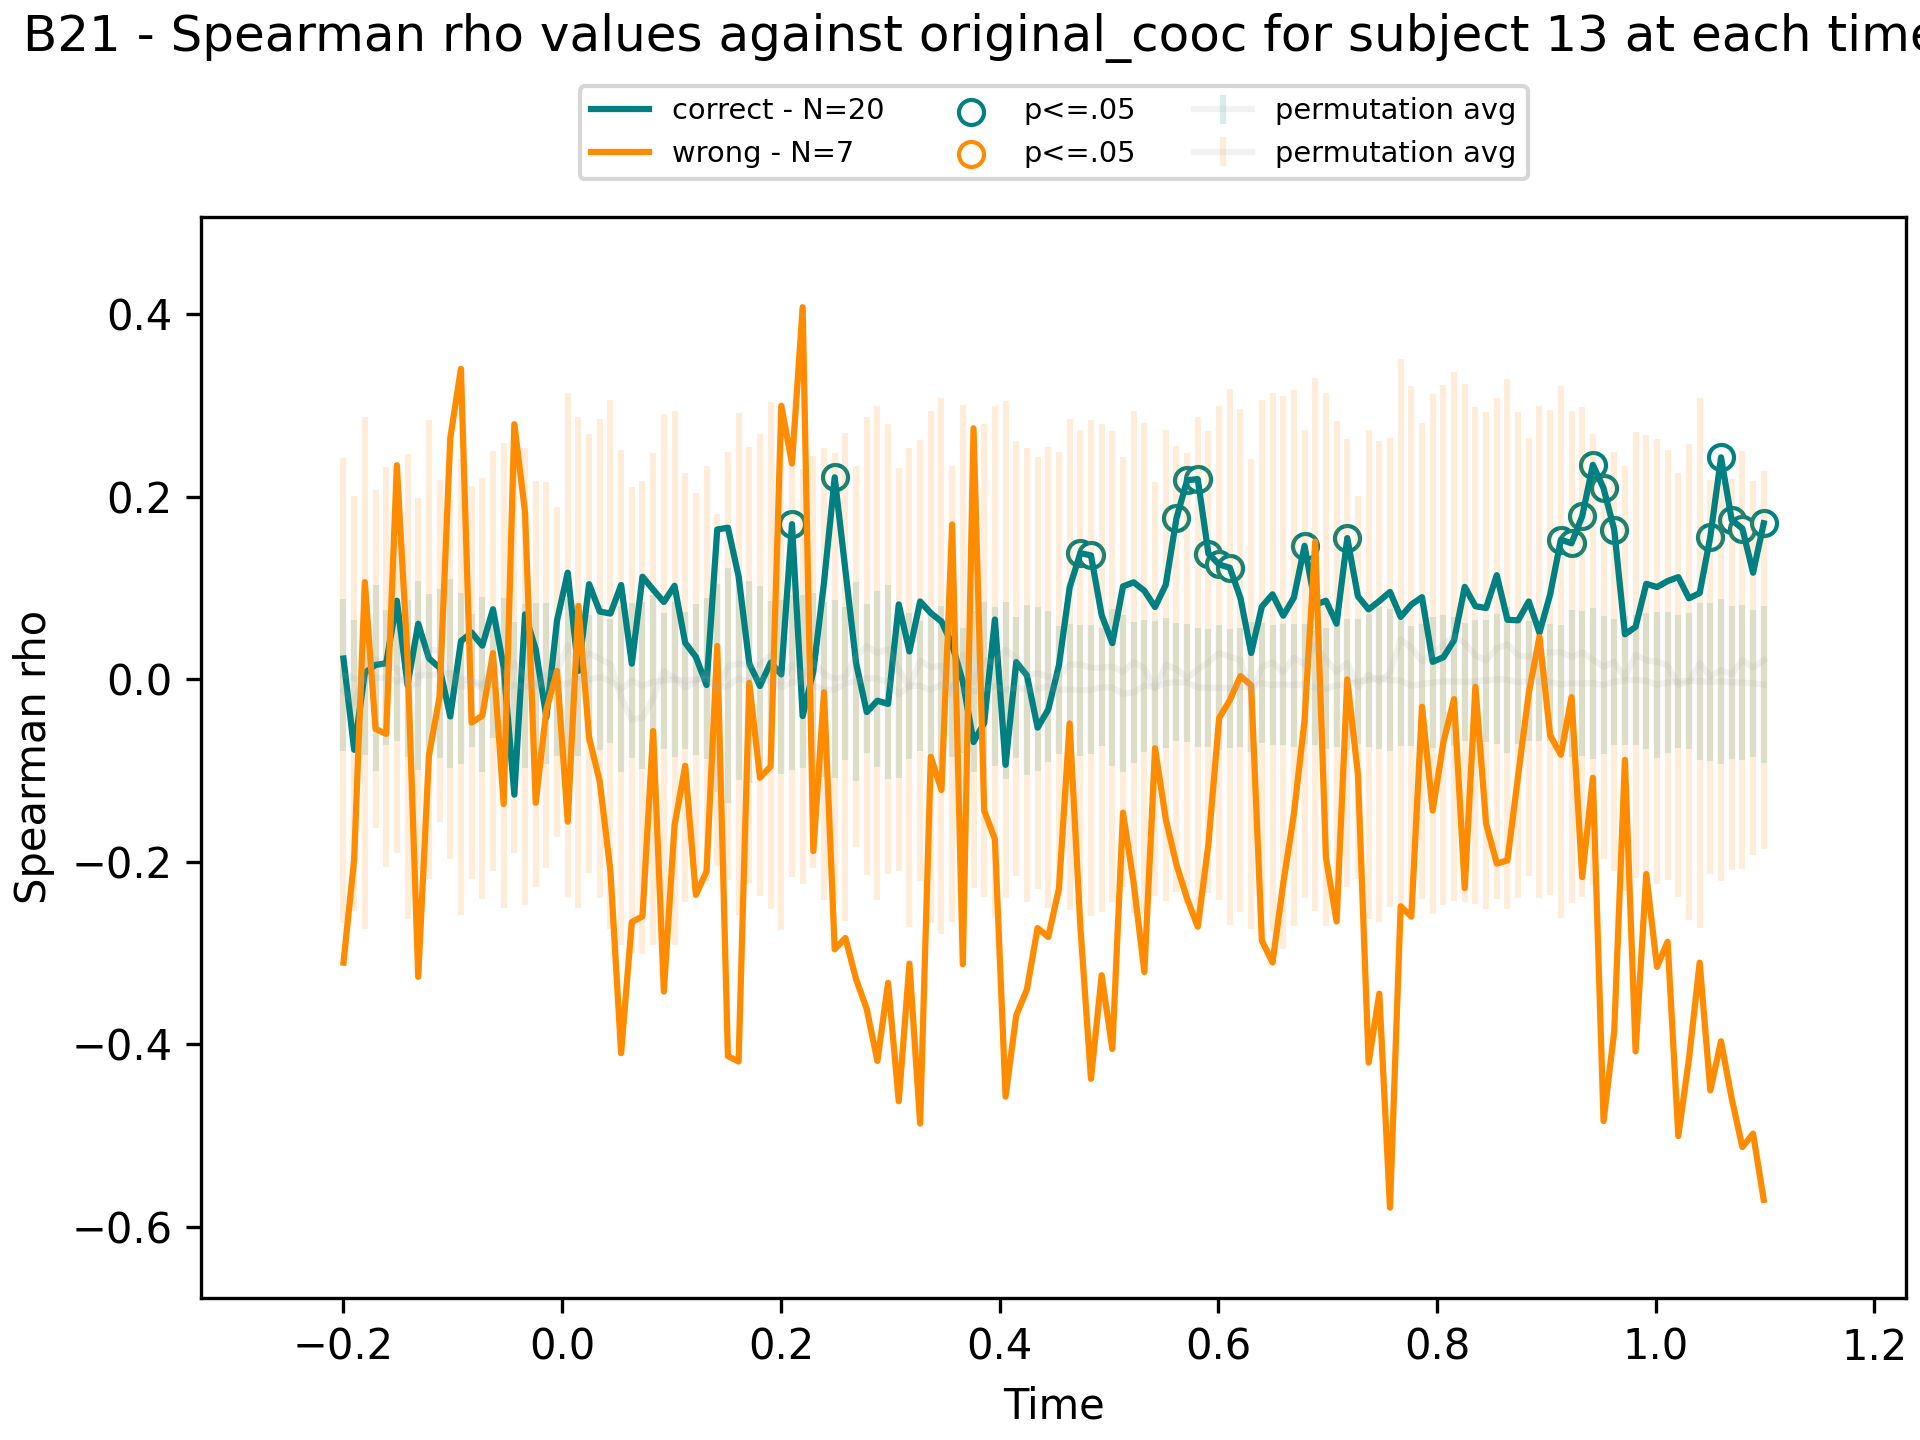 B21 - Spearman rho values against original_cooc for subject 13 at each time
correct - N=20
wrong - N=7
p<=.05
p<=.05
permutation avg
permutation avg
Spearman rho
0.4
0.2
0.0
−0.2
−0.4
−0.6
−0.2 0.0 0.2 0.4 0.6 0.8 1.0 1.2
Time